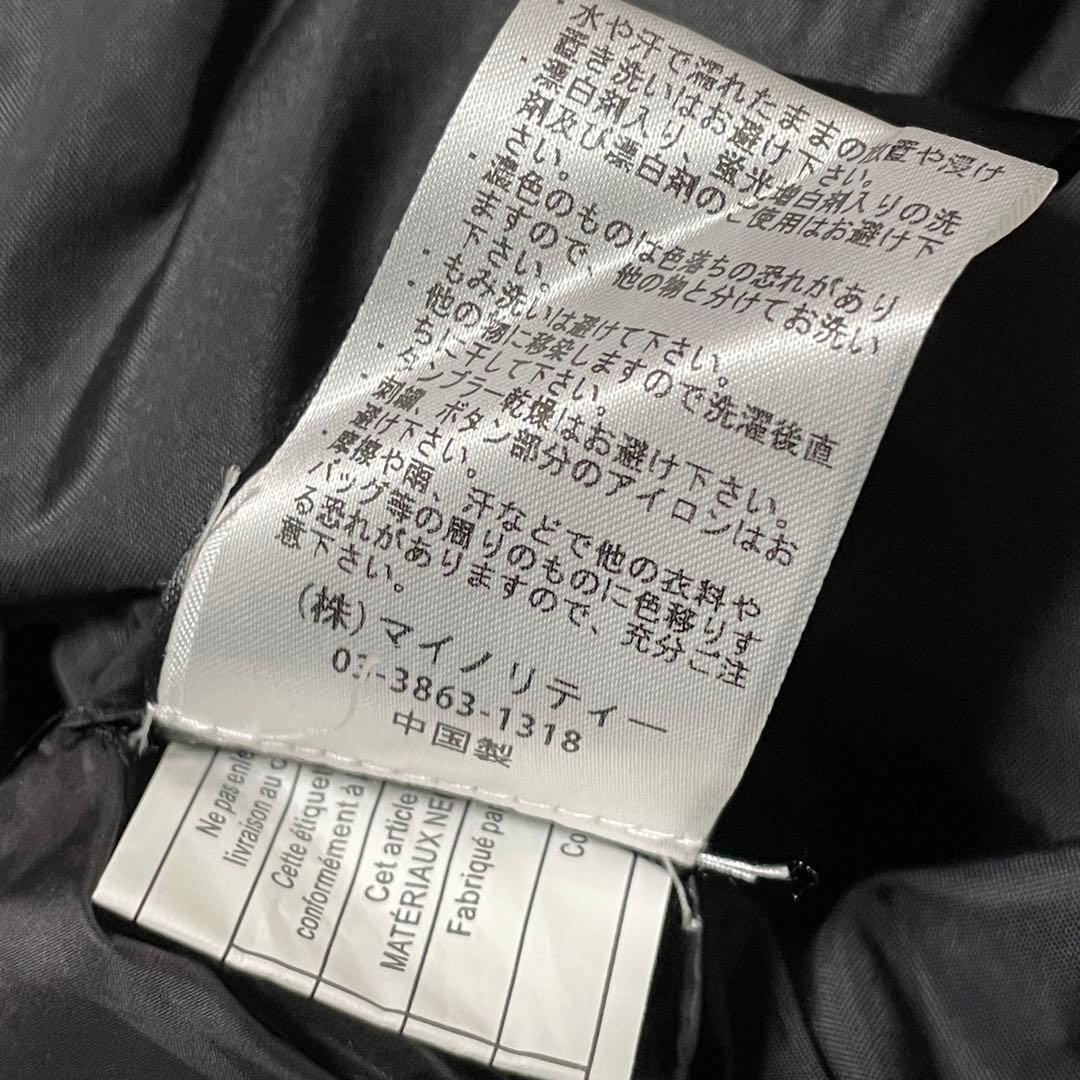 ・水や汗で濡れたままの放置や浸け
置き洗いはお避け下さい。
・漂白剤入り、蛍光増白剤入りの洗
剤及び漂白剤のご使用はお避け下
さい。
・濃色のものは色落ちの恐れがあり
ますので、他の物と分けてお洗い
下さい。
・もみ洗いは避けて下さい。
・他の物に移染しますので洗濯後直
ちに干して下さい。
・タンブラー乾燥はお避け下さい。
・刺繍、ボタン部分のアイロンはお
避け下さい。
・摩擦や雨、汗などで他の衣料や
バッグ等の周りのものに色移りす
る恐れがありますので、充分ご注
意下さい。
(株)マイノリティー
03-3863-1318
中国製
Ne pas enle
livraison au c
Cette étique
conformément à
Cet article
MATÉRIAUX NE
Fabriqué pa
Co